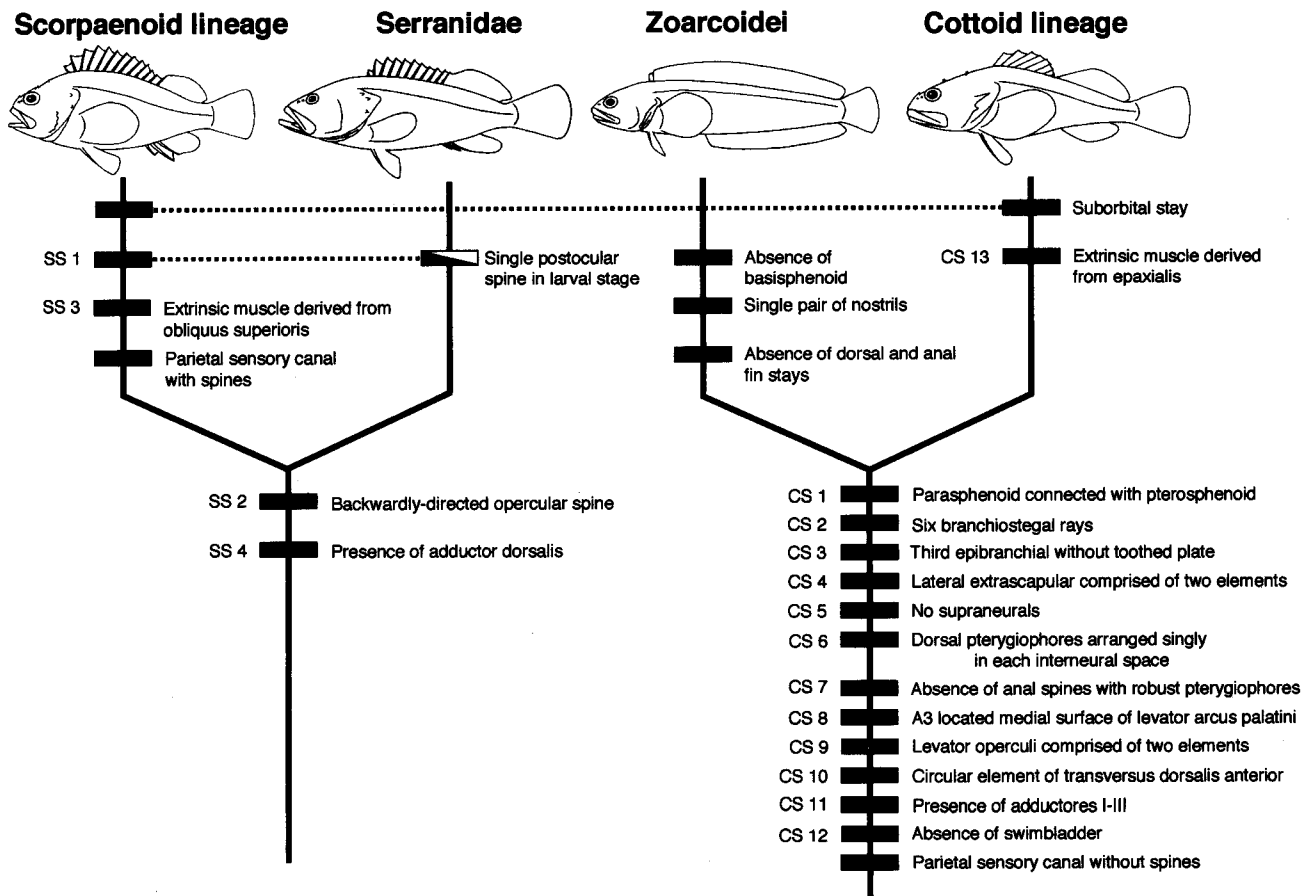 Scorpaenoid lineage
Serranidae
Zoarcoidei
Cottoid lineage
Suborbital stay
SS 1
Single postocular
spine in larval stage
Absence of
basisphenoid
CS 13
Extrinsic muscle derived
from epaxialis
SS 3
Extrinsic muscle derived from
obliquus superioris
Single pair of nostrils
Parietal sensory canal
with spines
Absence of dorsal and anal
fin stays
SS 2
Backwardly-directed opercular spine
SS 4
Presence of adductor dorsalis
CS 1
Parasphenoid connected with pterosphenoid
CS 2
Six branchiostegal rays
CS 3
Third epibranchial without toothed plate
CS 4
Lateral extrascapular comprised of two elements
CS 5
No supraneurals
CS 6
Dorsal pterygiophores arranged singly
in each interneural space
CS 7
Absence of anal spines with robust pterygiophores
CS 8
A3 located medial surface of levator arcus palatini
CS 9
Levator operculi comprised of two elements
CS 10
Circular element of transversus dorsalis anterior
CS 11
Presence of adductores I-III
CS 12
Absence of swimbladder
Parietal sensory canal without spines